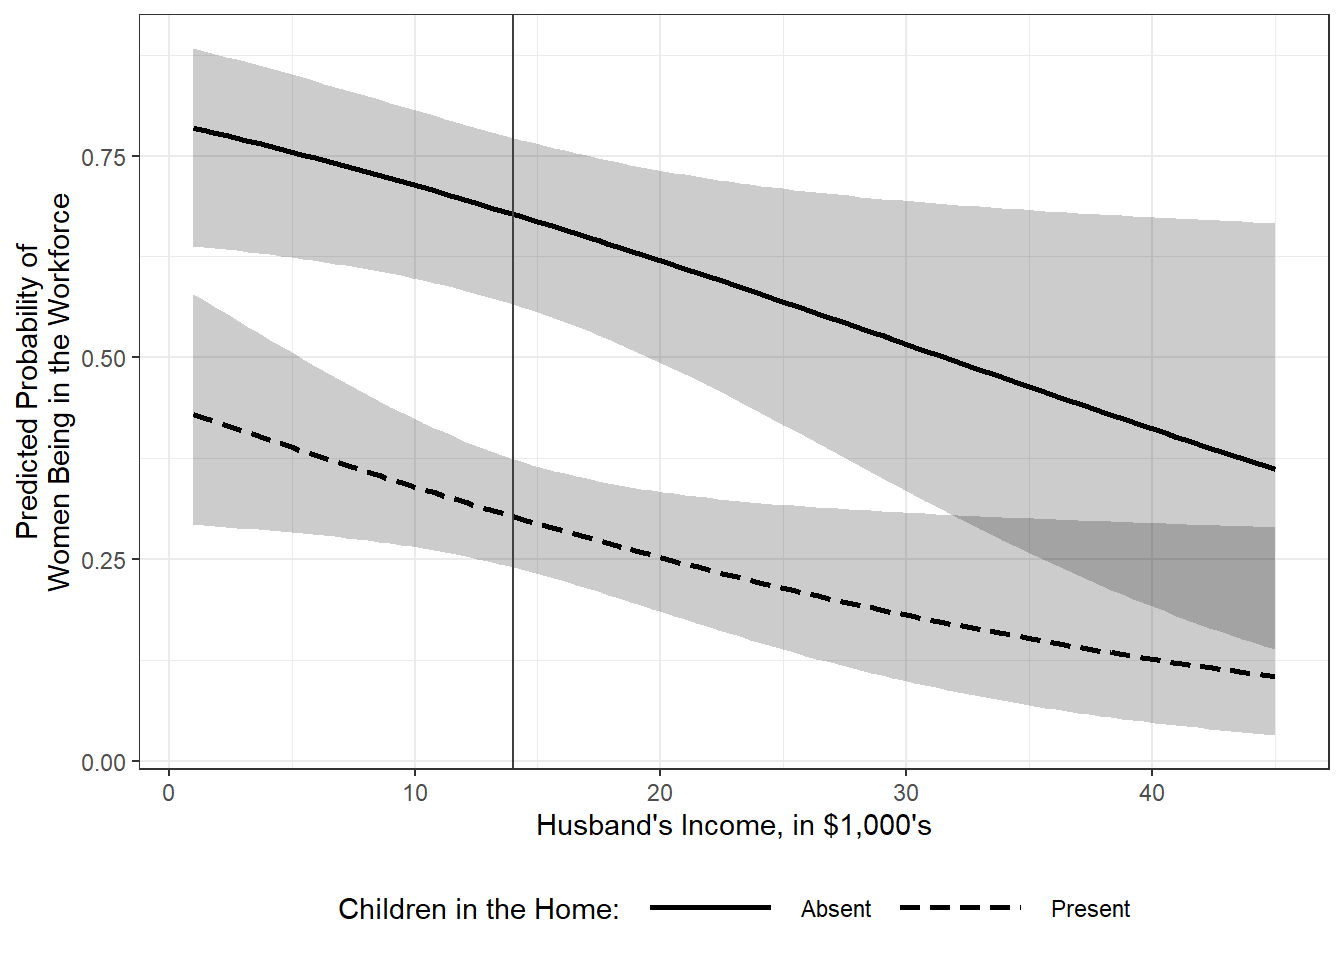 Predicted Probability of
Women Being in the Workforce
0.75
0.50
0.25
0.00
0 10 20 30 40
Husband's Income, in $1,000's
Children in the Home: Absent Present